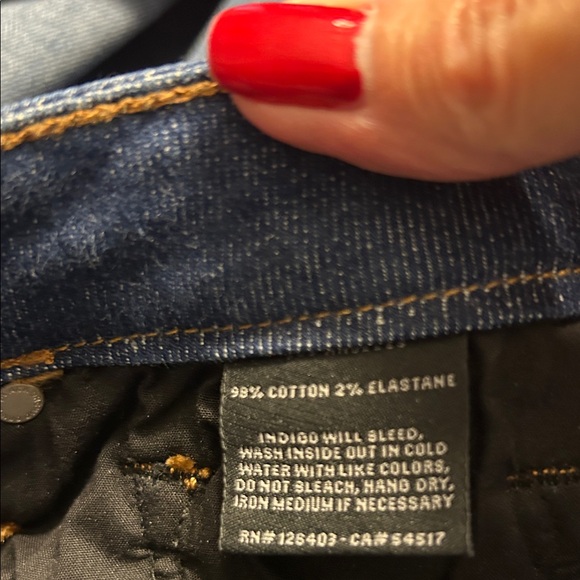 98% COTTON 2% ELASTANE
INDIGO WILL BLEED,
WASH INSIDE OUT IN COLD
WATER WITH LIKE COLORS,
DO NOT BLEACH, HANG DRY,
IRON MEDIUM IF NECESSARY
RN# 128403 - CA# 54517